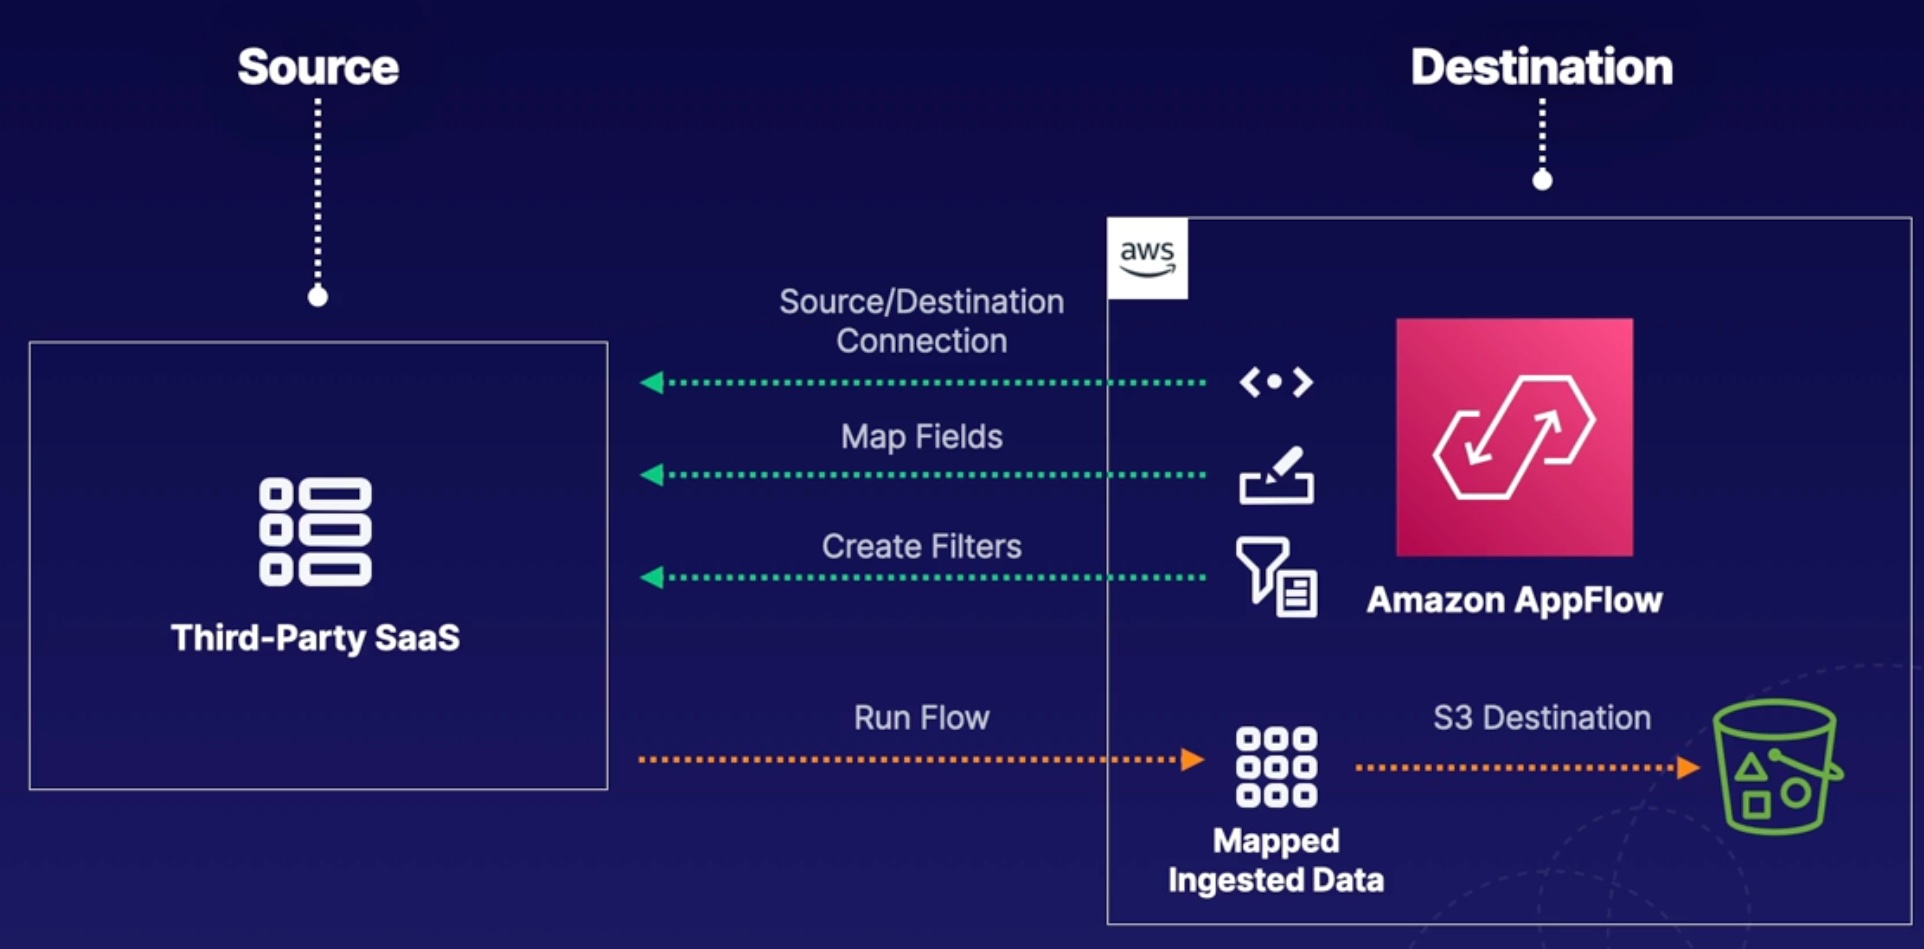 Source
Destination
aws
Source/Destination
Connection
Map Fields
Create Filters
Amazon AppFlow
Third-Party SaaS
Run Flow
S3 Destination
Mapped
Ingested Data